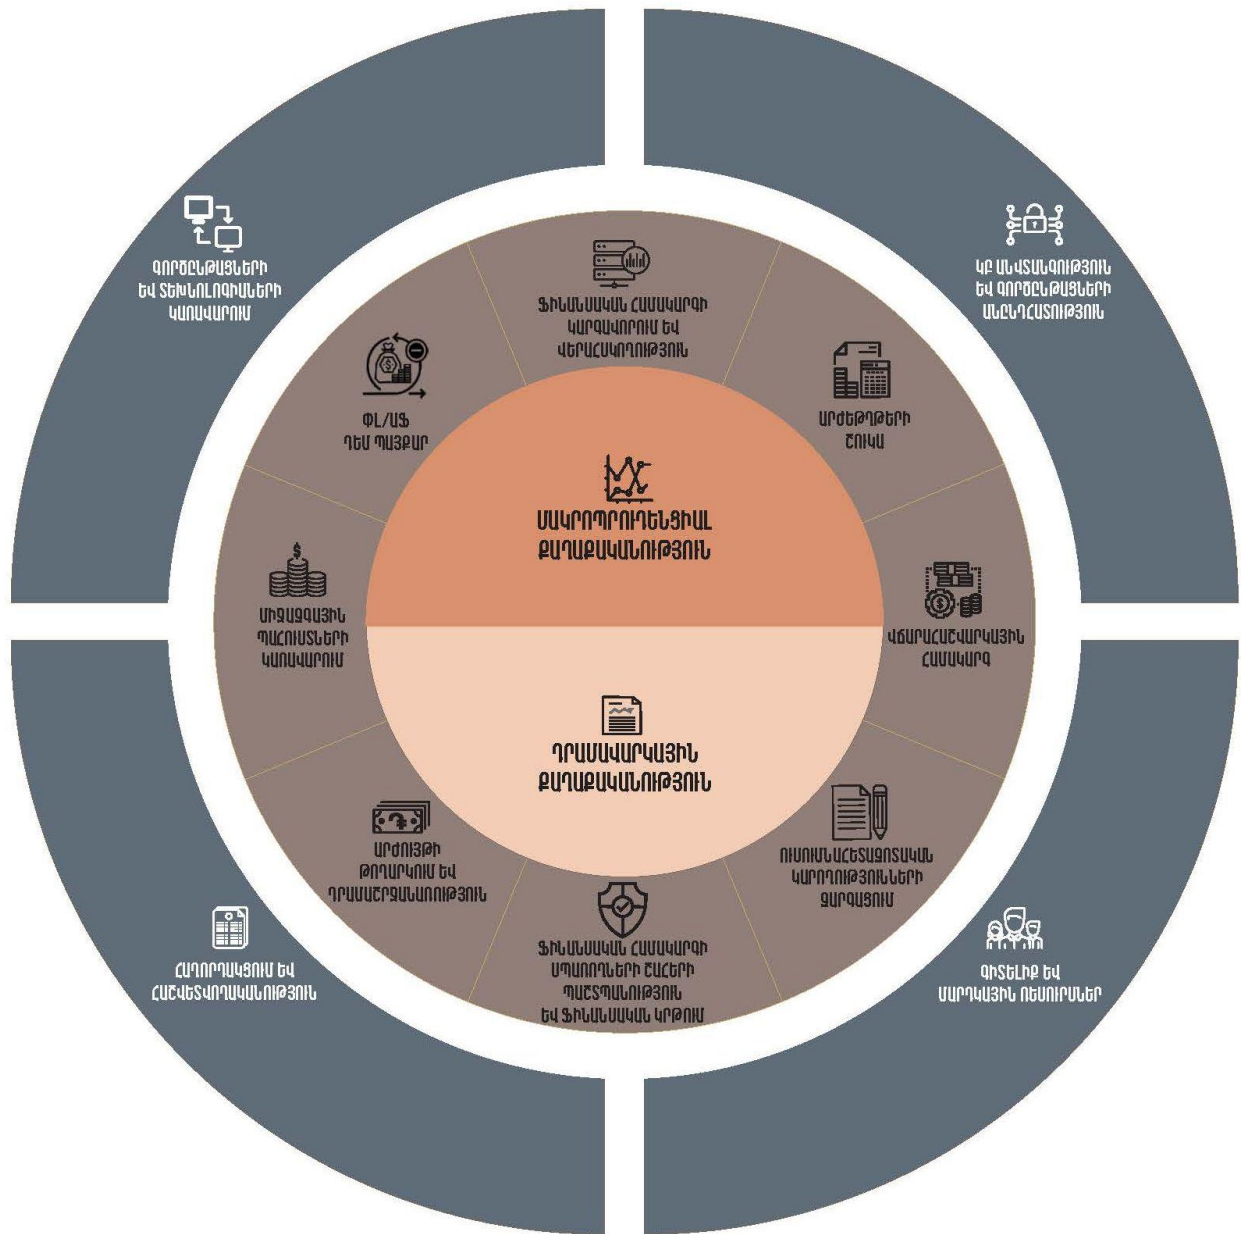 ԳՈՐԾԸՆԹԱՑՆԵՐԻ
ԵՎ ՏԵԽՆՈԼՈԳԻԱՆԵՐԻ
ԿԱՌԱՎԱՐՈՒՄ
ԿԲ ԱՆՎՏԱՆԳՈՒԹՅՈՒՆ
ԵՎ ԳՈՐԾԸՆԹԱՑՆԵՐԻ
ԱՆԸՆԴՀԱՏՈՒԹՅՈՒՆ
ՖԻՆԱՆՍԱԿԱՆ ՀԱՄԱԿԱՐԳԻ
ԿԱՐԳԱՎՈՐՈՒՄ ԵՎ
ՎԵՐԱՀՍԿՈՂՈՒԹՅՈՒՆ
ՓԼ/ԱՖ
ԴԵՄ ՊԱՅՔԱՐ
ԱՐԺԵԹՂԹԵՐԻ
ՇՈՒԿԱ
ՄԱԿՐՈՊՐՈՒԴԵՆՑԻԱԼ
ՔԱՂԱՔԱԿԱՆՈՒԹՅՈՒՆ
ՄԻՋԱԶԳԱՅԻՆ
ՊԱՀՈՒՍՏՆԵՐԻ
ԿԱՌԱՎԱՐՈՒՄ
ՎՃԱՐԱՀԱՇՎԱՐԿԱՅԻՆ
ՀԱՄԱԿԱՐԳ
ԴՐԱՄԱՎԱՐԿԱՅԻՆ
ՔԱՂԱՔԱԿԱՆՈՒԹՅՈՒՆ
ԱՐԺՈՒՅԹԻ
ԹՈՂԱՐԿՈՒՄ ԵՎ
ԴՐԱՄԱՇՐՋԱՆԱՌՈՒԹՅՈՒՆ
ՈՒՍՈՒՄՆԱՀԵՏԱԶՈՏԱԿԱՆ
ԿԱՐՈՂՈՒԹՅՈՒՆՆԵՐԻ
ԶԱՐԳԱՑՈՒՄ
ՖԻՆԱՆՍԱԿԱՆ ՀԱՄԱԿԱՐԳԻ
ՍՊԱՌՈՂՆԵՐԻ ՇԱՀԵՐԻ
ՊԱՇՏՊԱՆՈՒԹՅՈՒՆ
ԵՎ ՖԻՆԱՆՍԱԿԱՆ ԿՐԹՈՒՄ
ՀԱՂՈՐԴԱԿՑՈՒՄ ԵՎ
ՀԱՇՎԵՏՎՈՂԱԿԱՆՈՒԹՅՈՒՆ
ԳԻՏԵԼԻՔ ԵՎ
ՄԱՐԴԿԱՅԻՆ ՌԵՍՈՒՐՍՆԵՐ